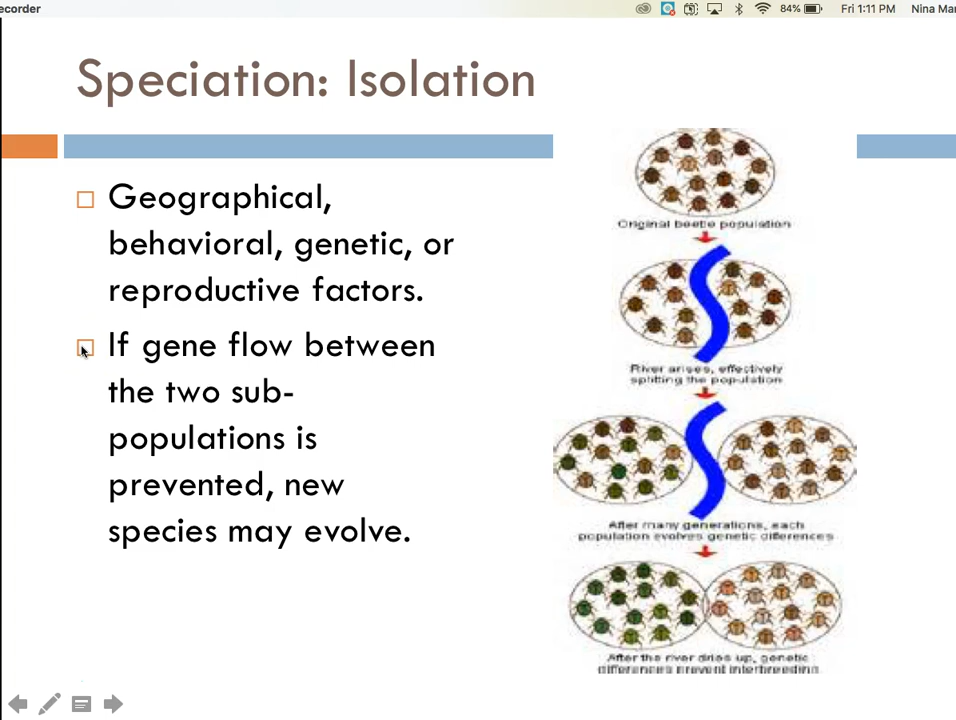 ecorder
84%
Fri 1:11 PM
Nina Mar
Speciation: Isolation
Geographical,
behavioral, genetic, or
reproductive factors.
If gene flow between
the two sub-
populations is
prevented, new
species may evolve.
Original beetle population
River arises, effectively
splitting the population
After many generations, each
population evolves genetic differences
After the river dries up, genetic
differences prevent interbreeding